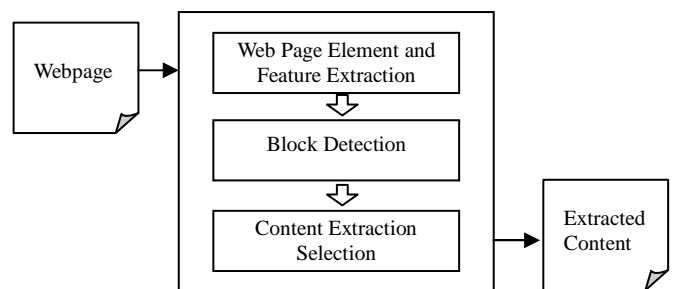 Webpage
Web Page Element and
Feature Extraction
Block Detection
Content Extraction
Selection
Extracted
Content